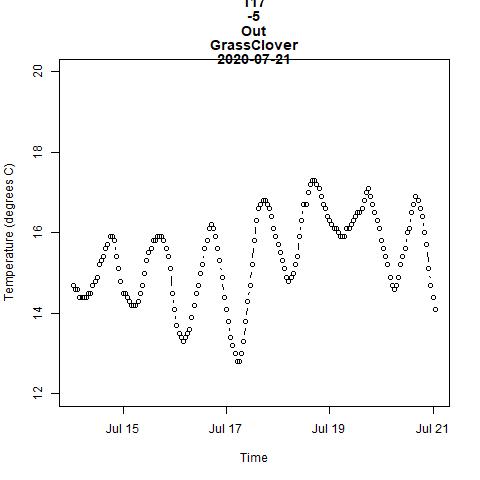 T17
-5
Out
GrassClover
2020-07-21
20
18
16
14
12
Temperature (degrees C)
Jul 15
Jul 17
Jul 19
Jul 21
Time